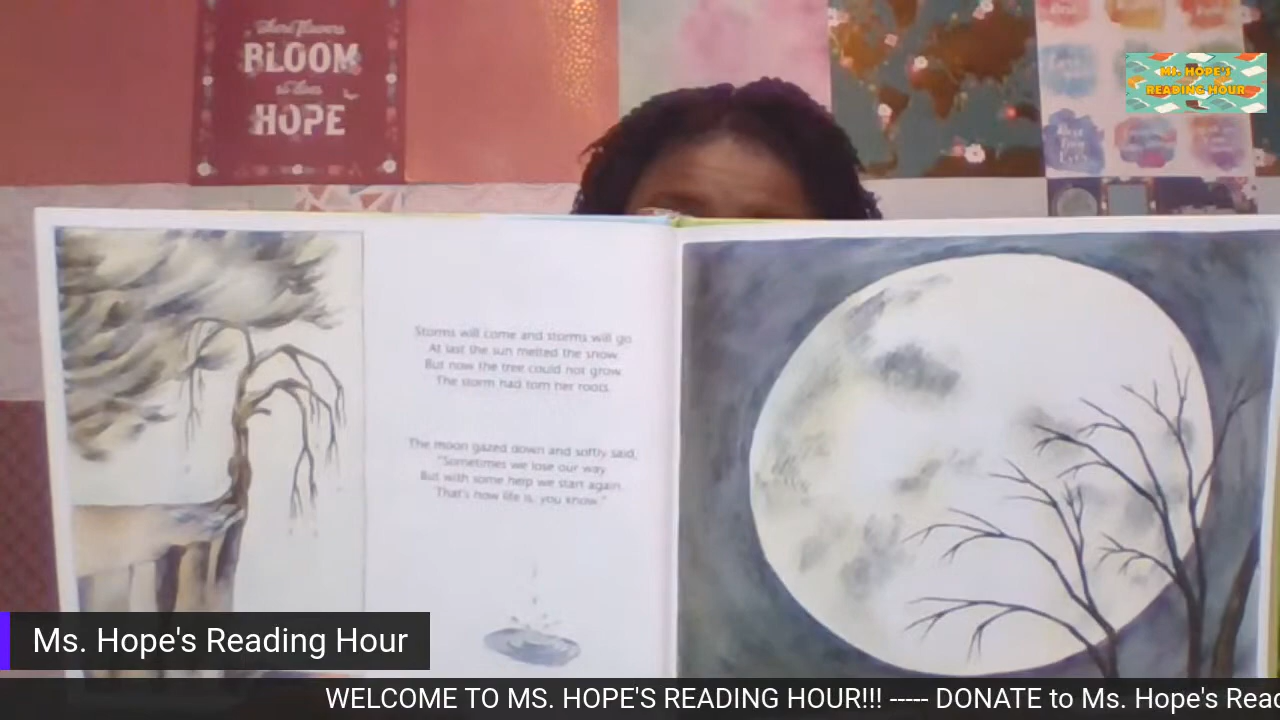 where flowers
BLOOM
so does
HOPE
MS. HOPE'S
READING HOUR
Storms will come and storms will go.
At last the sun melted the snow.
But now the tree could not grow.
The storm had torn her roots.
The moon gazed down and softly said,
"Sometimes we lose our way.
But with some help we start again.
That's how life is, you know."
Ms. Hope's Reading Hour
WELCOME TO MS. HOPE'S READING HOUR!!! ----- DONATE to Ms. Hope's Reac